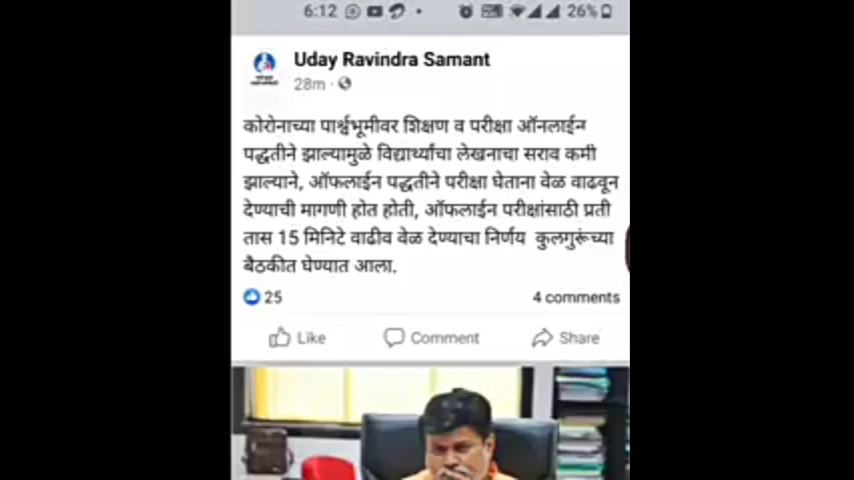 6:12 26%
Uday Ravindra Samant
28m ·
कोरोनाच्या पार्श्वभूमीवर शिक्षण व परीक्षा ऑनलाईन
पद्धतीने झाल्यामुळे विद्यार्थ्यांचा लेखनाचा सराव कमी
झाल्याने, ऑफलाईन पद्धतीने परीक्षा घेताना वेळ वाढवून
देण्याची मागणी होत होती, ऑफलाईन परीक्षांसाठी प्रती
तास 15 मिनिटे वाढीव वेळ देण्याचा निर्णय कुलगुरूंच्या
बैठकीत घेण्यात आला.
25 4 comments
Like Comment Share